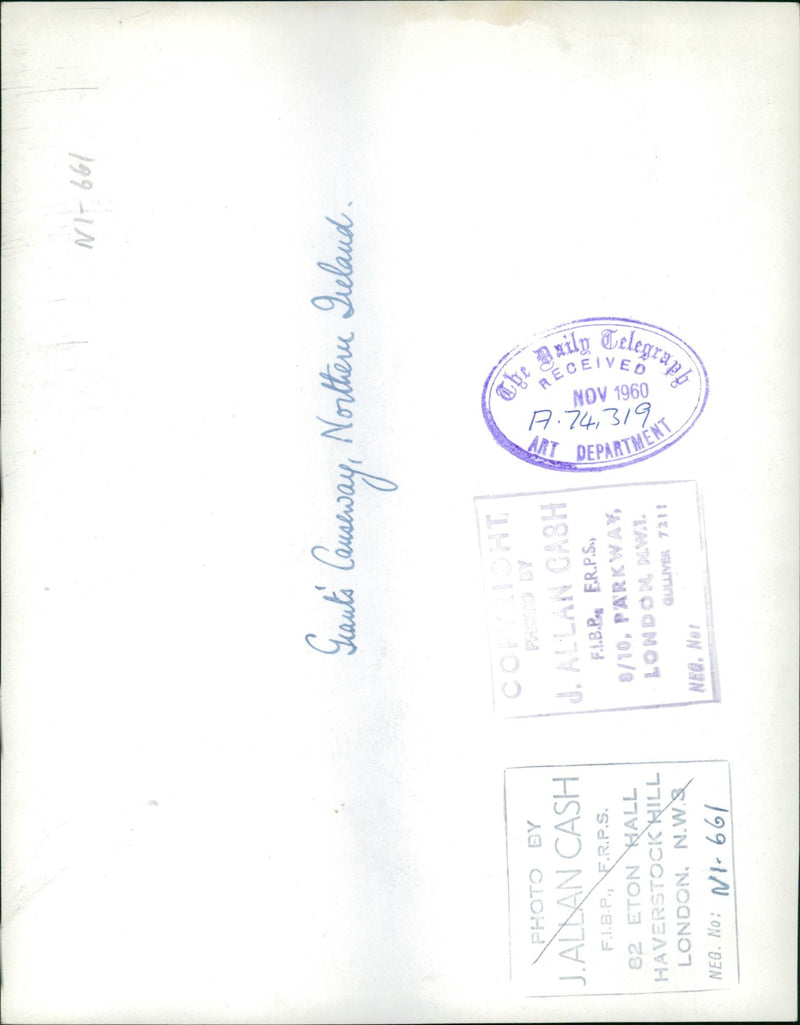 NI-661
Giants' Causeway, Northern Ireland.
The Daily Telegraph
RECEIVED
NOV 1960
A.74,319
ART DEPARTMENT
COPYRIGHT
PHOTO BY
J. ALLAN CASH
F.I.B.P., F.R.P.S.,
8/10, PARKWAY,
LONDON, N.W.1.
GULLIVER 7211
NEG. No:
PHOTO BY
J. ALLAN CASH
F.I.B.P., F.R.P.S.
82 ETON HALL
HAVERSTOCK HILL
LONDON. N.W.3
NEG. No: NI-661